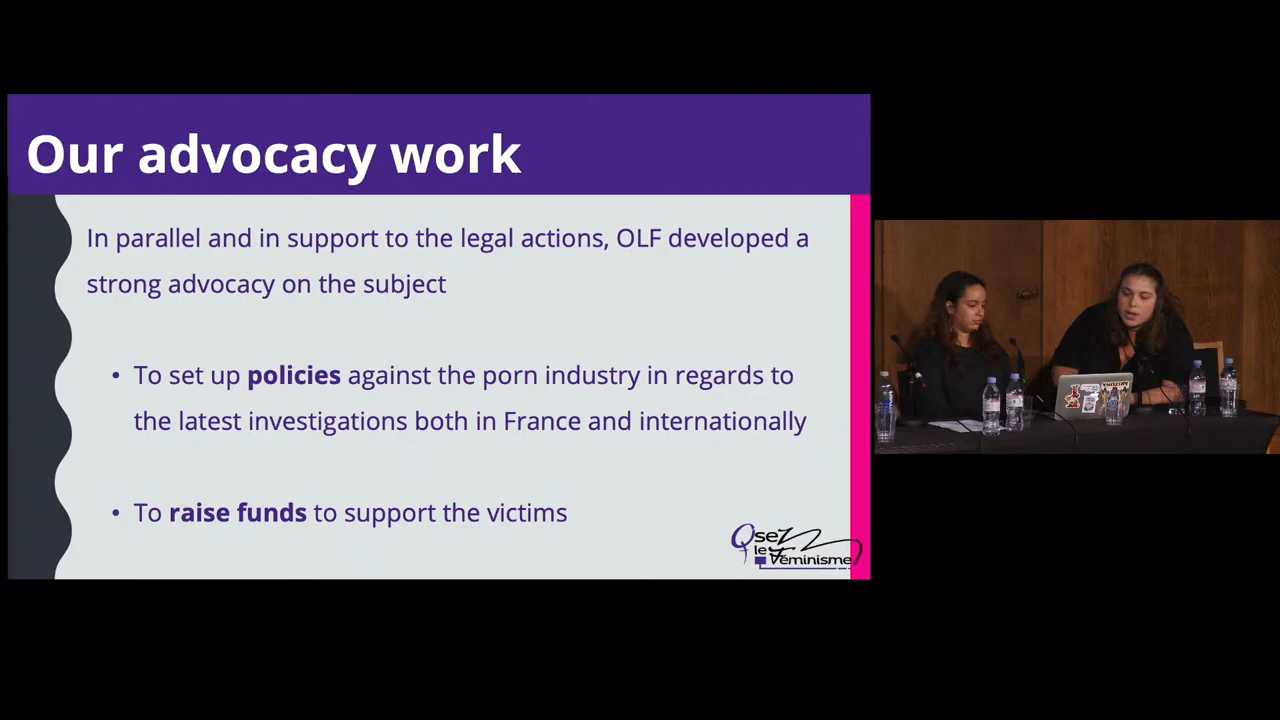 Our advocacy work
In parallel and in support to the legal actions, OLF developed a
strong advocacy on the subject
• To set up policies against the porn industry in regards to
the latest investigations both in France and internationally
• To raise funds to support the victims
Osez
le Féminisme
ARIZONA